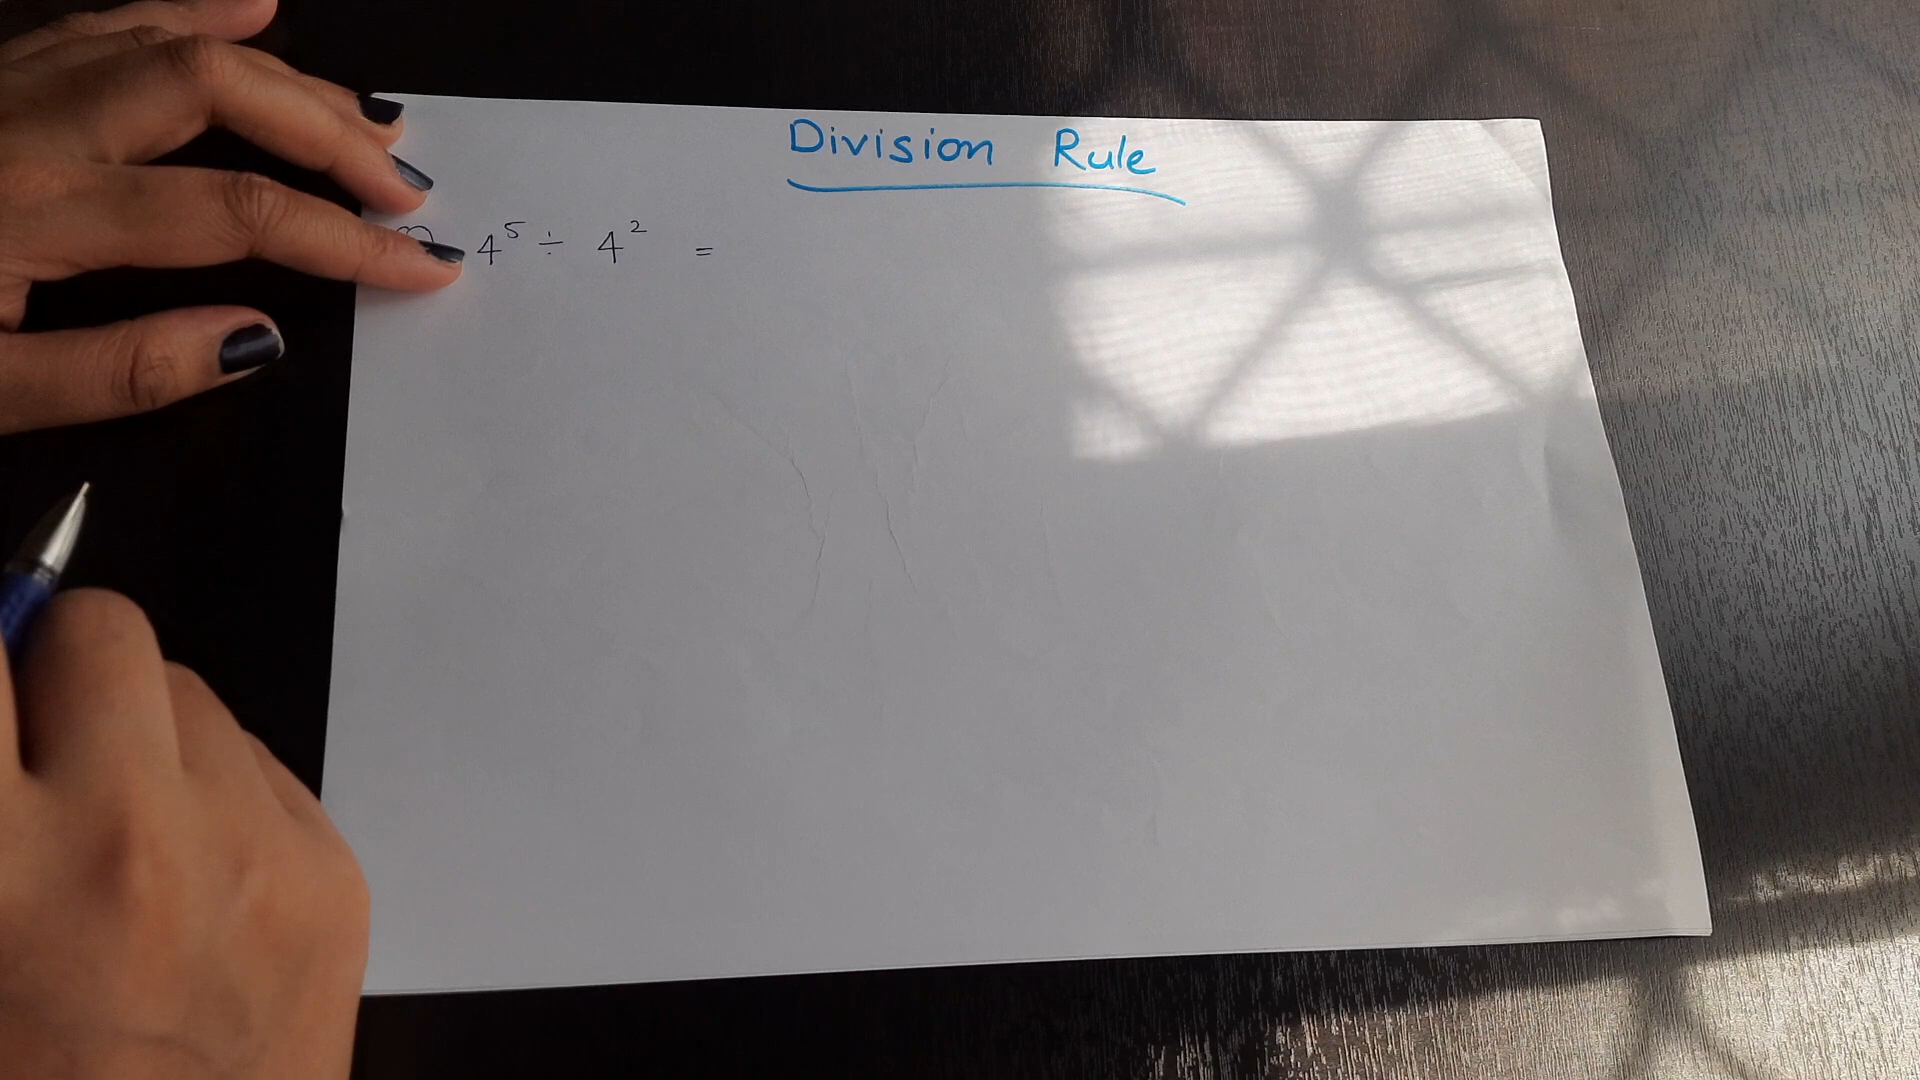 Division Rule
4⁵ ÷ 4² =